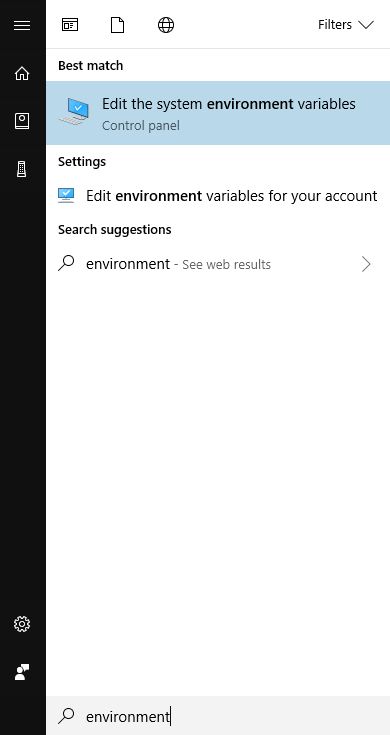 Filters
Best match
Edit the system environment variables
Control panel
Settings
Edit environment variables for your account
Search suggestions
environment - See web results
environment